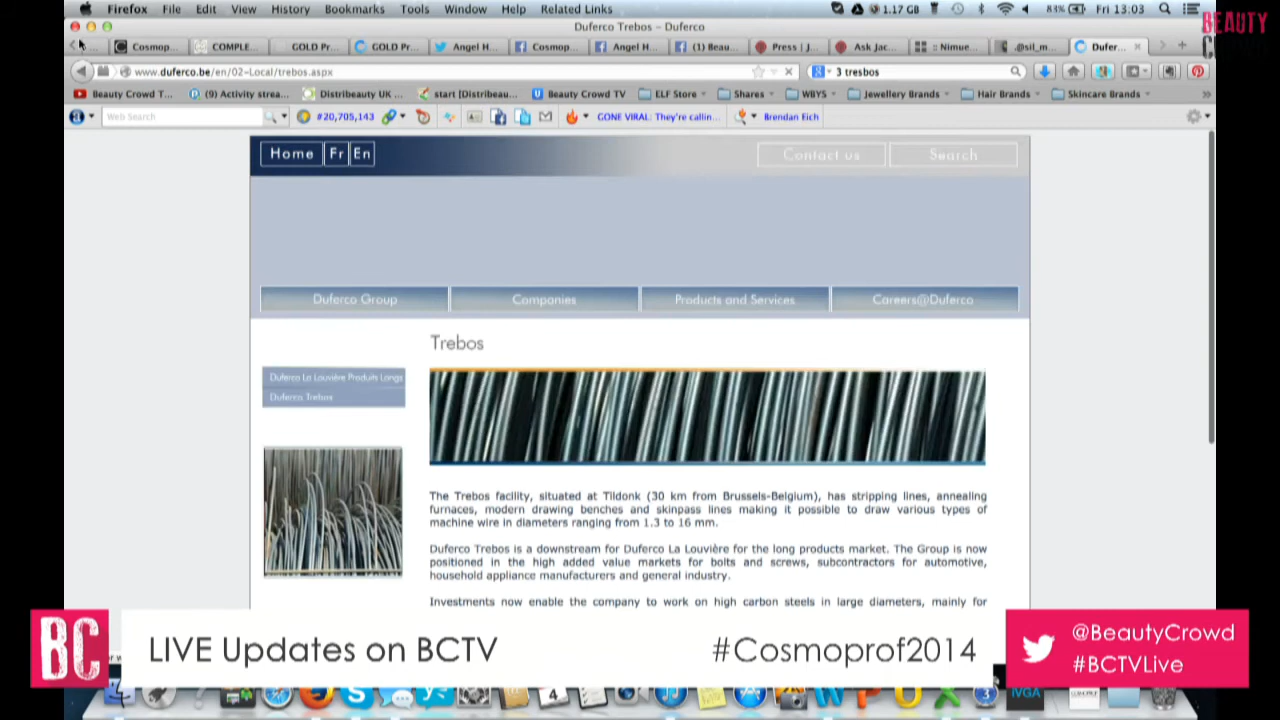 Firefox File Edit View History Bookmarks Tools Window Help Related Links 1.17 GB 83% Fri 13:03
BEAUTY
Duferco Trebos – Duferco
Cosmop... COMPLE... GOLD Pr... GOLD Pr... Angel H... Cosmop... Angel H... (1) Beau... Press | J... Ask Jac... :: Nimue... .@sil_m... Dufer...
www.duferco.be/en/02-Local/trebos.aspx 3 tresbos
Beauty Crowd T... (9) Activity strea... Distribeauty UK ... start [Distribeau... Beauty Crowd TV ELF Store Shares WBYS Jewellery Brands Hair Brands Skincare Brands
Web Search #20,705,143 GONE VIRAL: They're callin... Brendan Eich
Home Fr En Contact us Search
Duferco Group Companies Products and Services Careers@Duferco
Trebos
Duferco La Louvière Produits Longs
Duferco Trebos
The Trebos facility, situated at Tildonk (30 km from Brussels-Belgium), has stripping lines, annealing
furnaces, modern drawing benches and skinpass lines making it possible to draw various types of
machine wire in diameters ranging from 1.3 to 16 mm.
Duferco Trebos is a downstream for Duferco La Louvière for the long products market. The Group is now
positioned in the high added value markets for bolts and screws, subcontractors for automotive,
household appliance manufacturers and general industry.
Investments now enable the company to work on high carbon steels in large diameters, mainly for
BC LIVE Updates on BCTV #Cosmoprof2014
@BeautyCrowd
#BCTVLive
4 3 IVGA